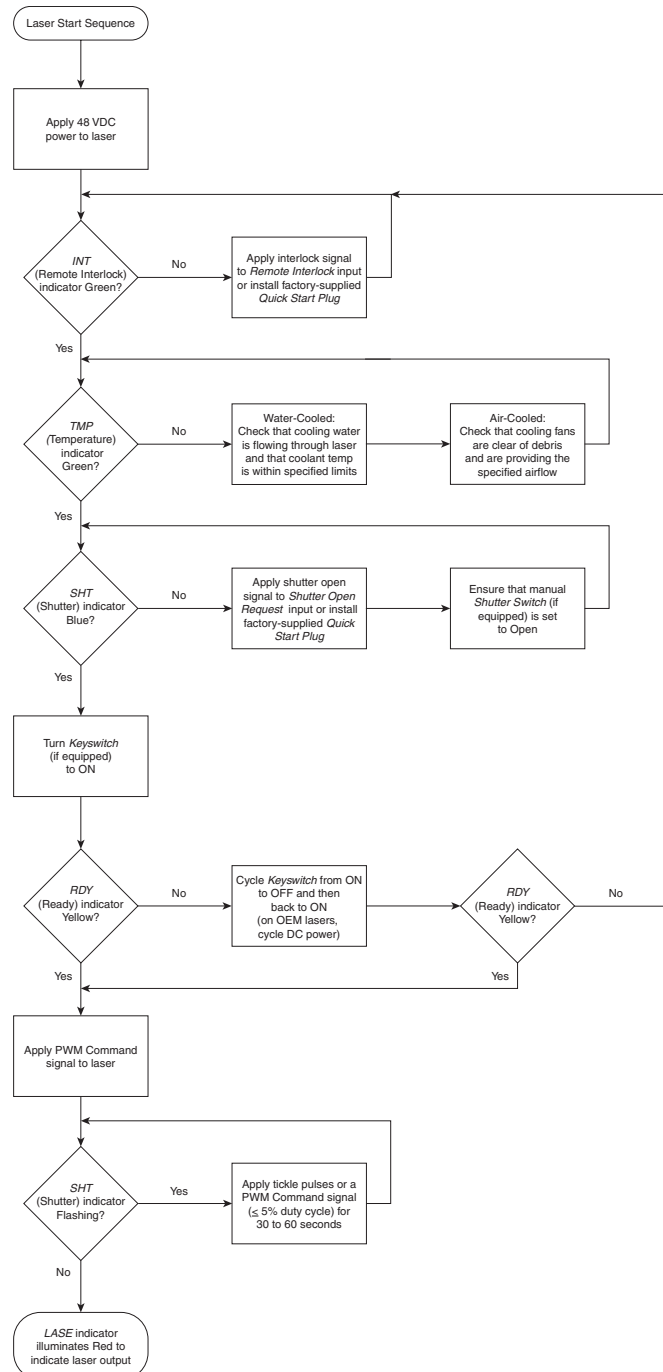 Laser Start Sequence
Apply 48 VDC
power to laser
INT
(Remote Interlock)
indicator Green?
No
Apply interlock signal
to Remote Interlock input
or install factory-supplied
Quick Start Plug
Yes
TMP
(Temperature)
indicator
Green?
No
Water-Cooled:
Check that cooling water
is flowing through laser
and that coolant temp
is within specified limits
Air-Cooled:
Check that cooling fans
are clear of debris
and are providing the
specified airflow
Yes
SHT
(Shutter) indicator
Blue?
No
Apply shutter open
signal to Shutter Open
Request input or install
factory-supplied Quick
Start Plug
Ensure that manual
Shutter Switch (if
equipped) is set
to Open
Yes
Turn Keyswitch
(if equipped)
to ON
RDY
(Ready) indicator
Yellow?
No
Cycle Keyswitch from ON
to OFF and then
back to ON
(on OEM lasers,
cycle DC power)
RDY
(Ready) indicator
Yellow?
No
Yes
Yes
Apply PWM Command
signal to laser
SHT
(Shutter) indicator
Flashing?
Yes
Apply tickle pulses or a
PWM Command signal
(≤ 5% duty cycle) for
30 to 60 seconds
No
LASE indicator
illuminates Red to
indicate laser output